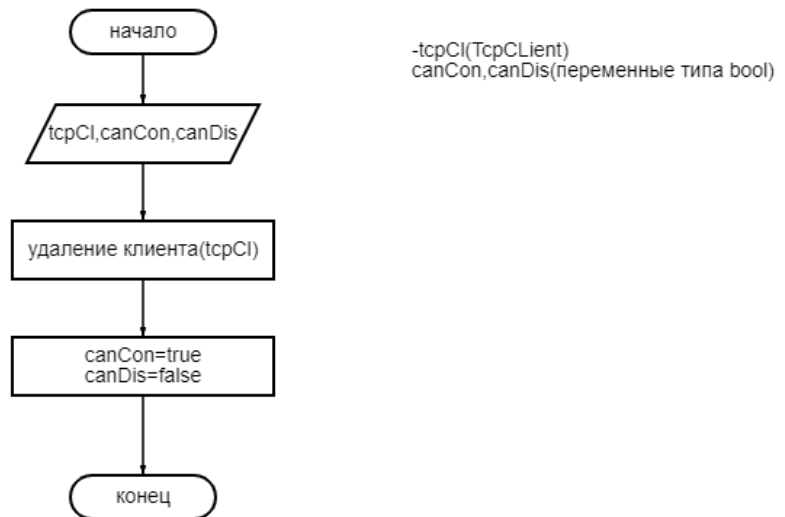 начало
-tcpCl(TcpCLient)
canCon,canDis(переменные типа bool)
tcpCl,canCon,canDis
удаление клиента(tcpCl)
canCon=true
canDis=false
конец